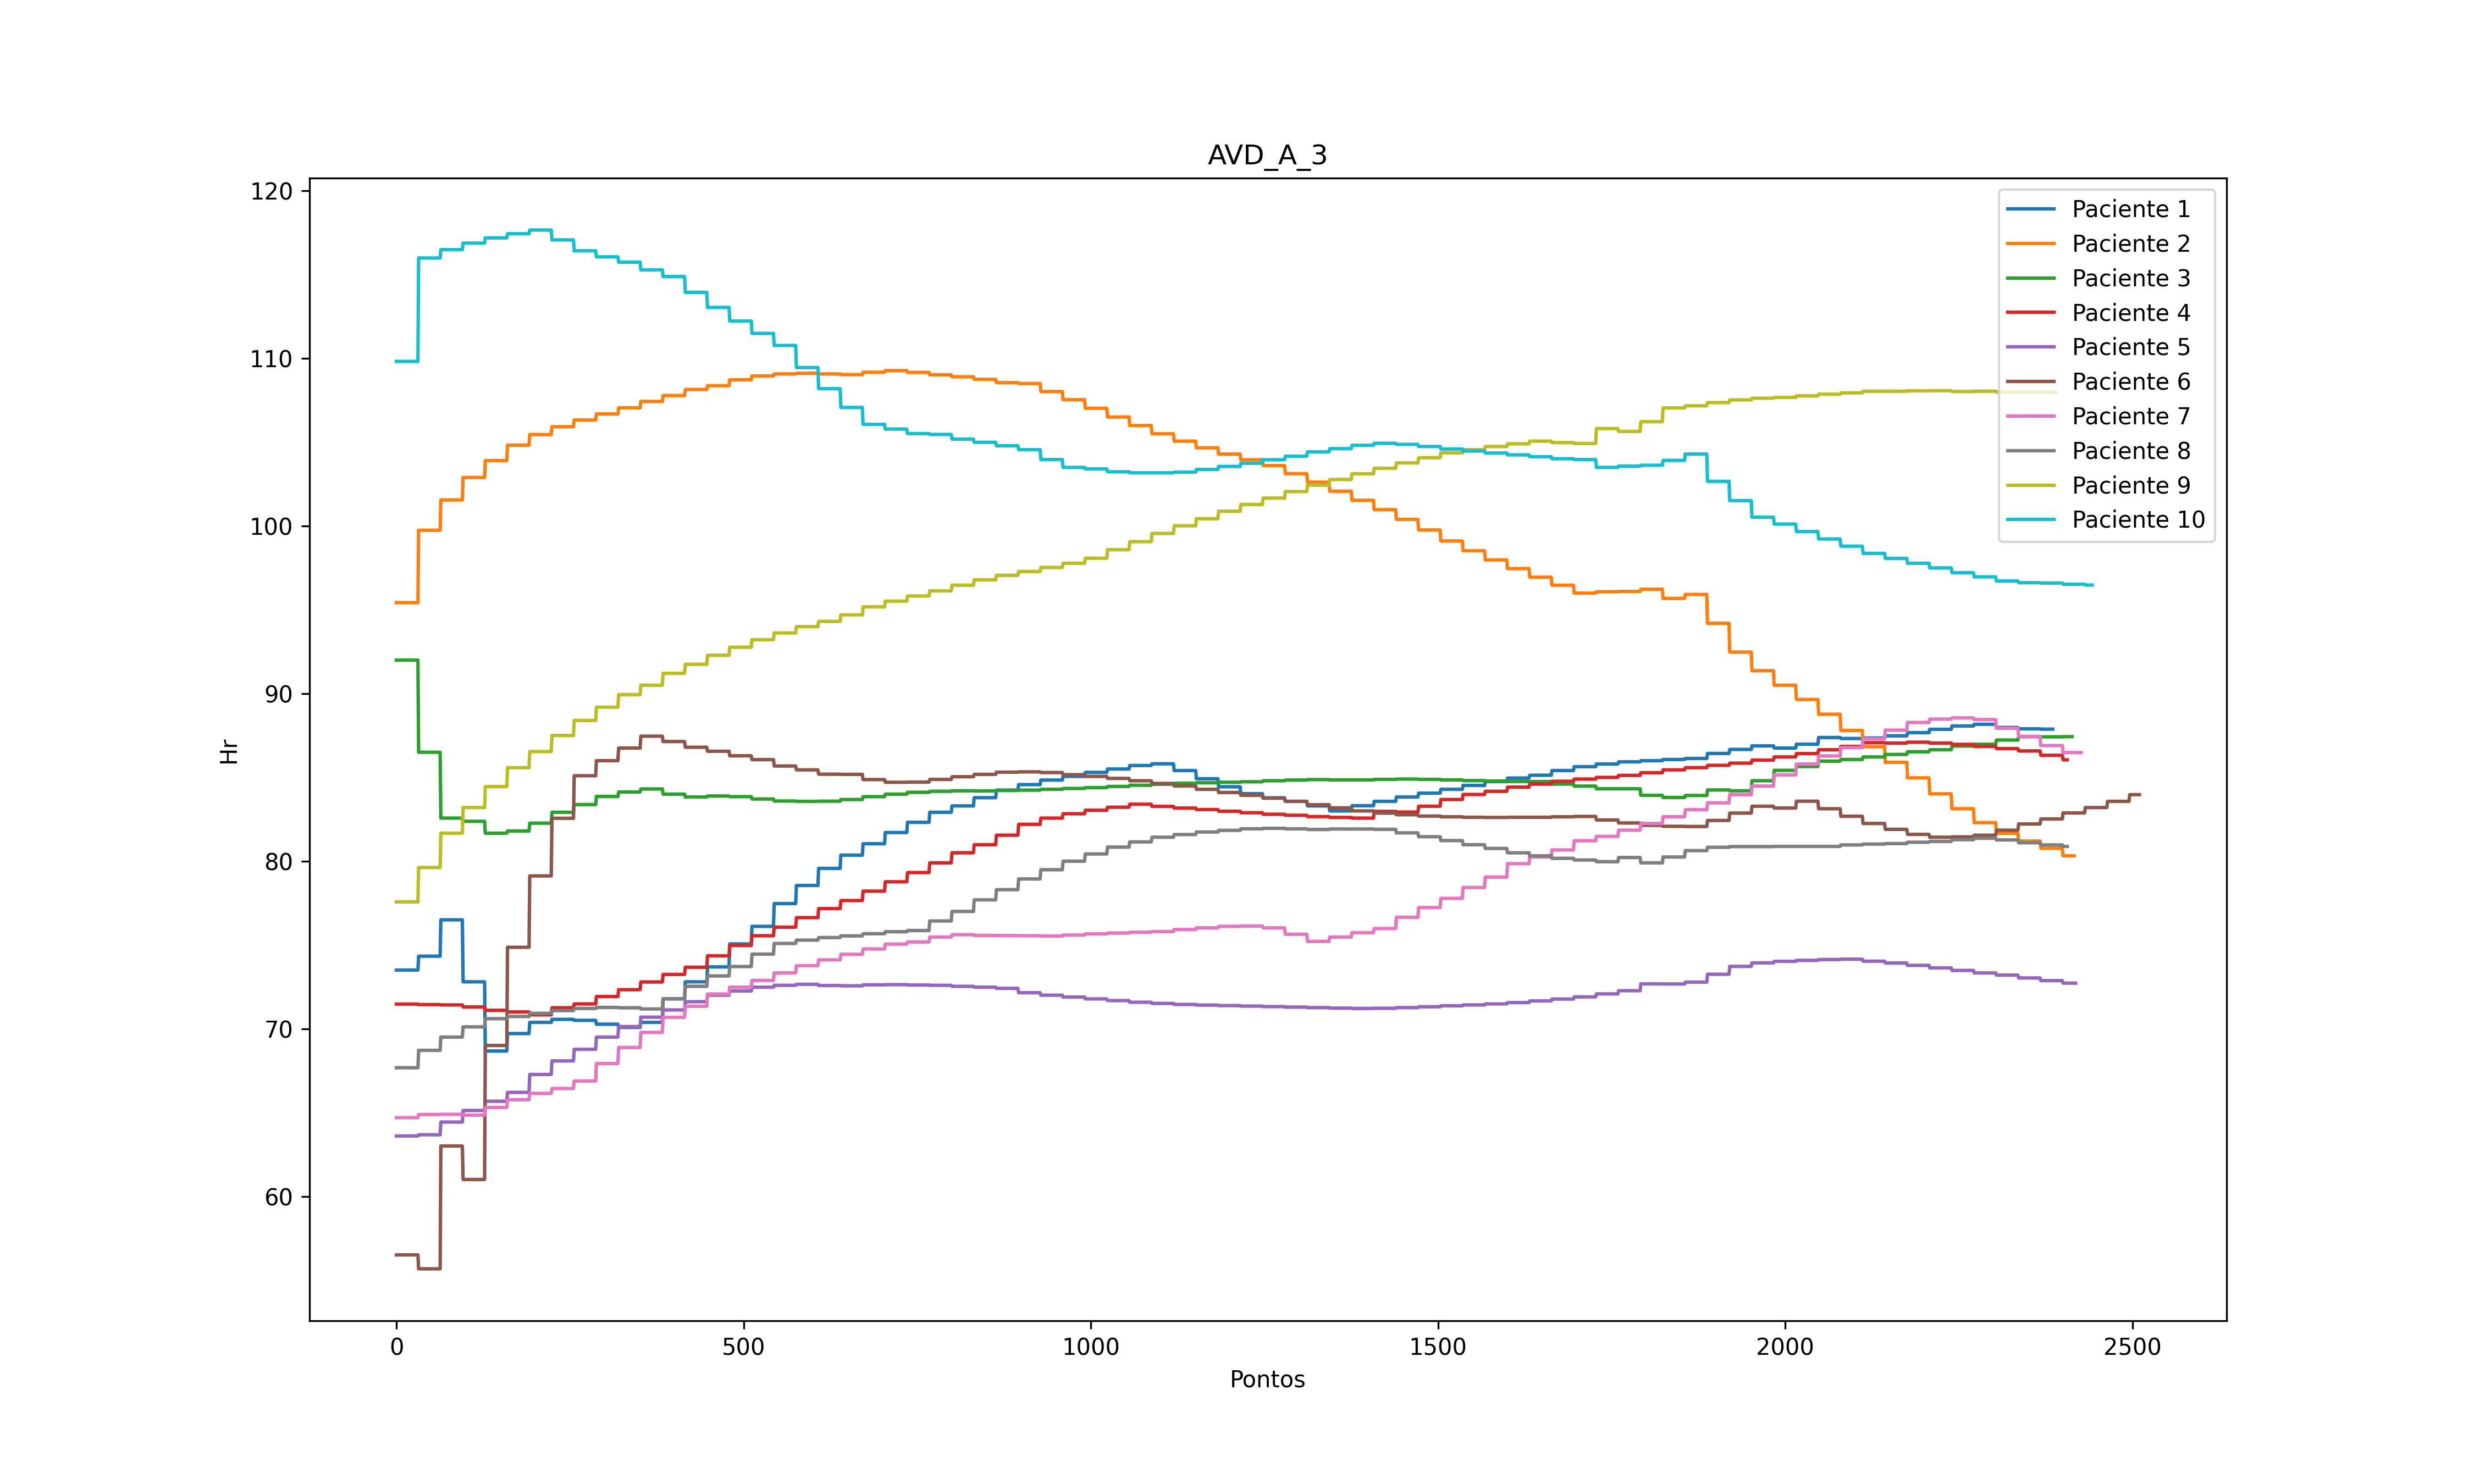 AVD_A_3
120
110
100
90
80
70
60
Hr
0 500 1000 1500 2000 2500
Pontos
Paciente 1
Paciente 2
Paciente 3
Paciente 4
Paciente 5
Paciente 6
Paciente 7
Paciente 8
Paciente 9
Paciente 10